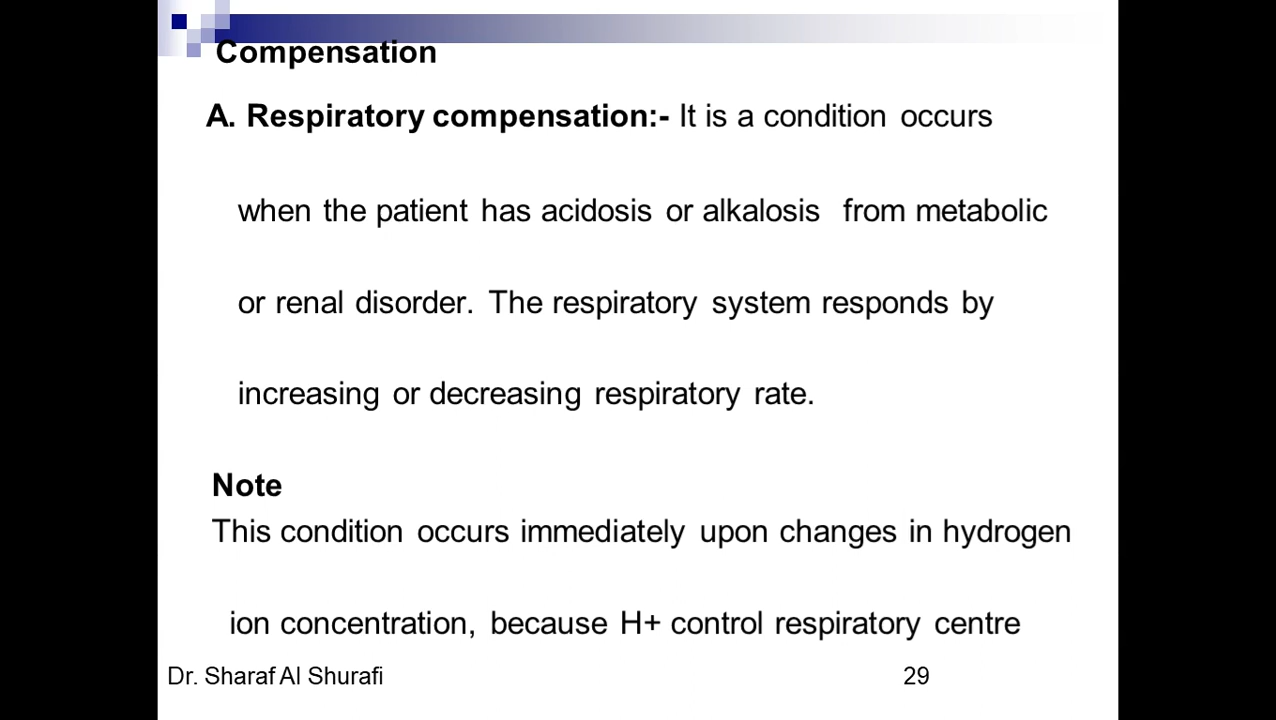 Compensation
A. Respiratory compensation:- It is a condition occurs
when the patient has acidosis or alkalosis from metabolic
or renal disorder. The respiratory system responds by
increasing or decreasing respiratory rate.
Note
This condition occurs immediately upon changes in hydrogen
ion concentration, because H+ control respiratory centre
Dr. Sharaf Al Shurafi 29